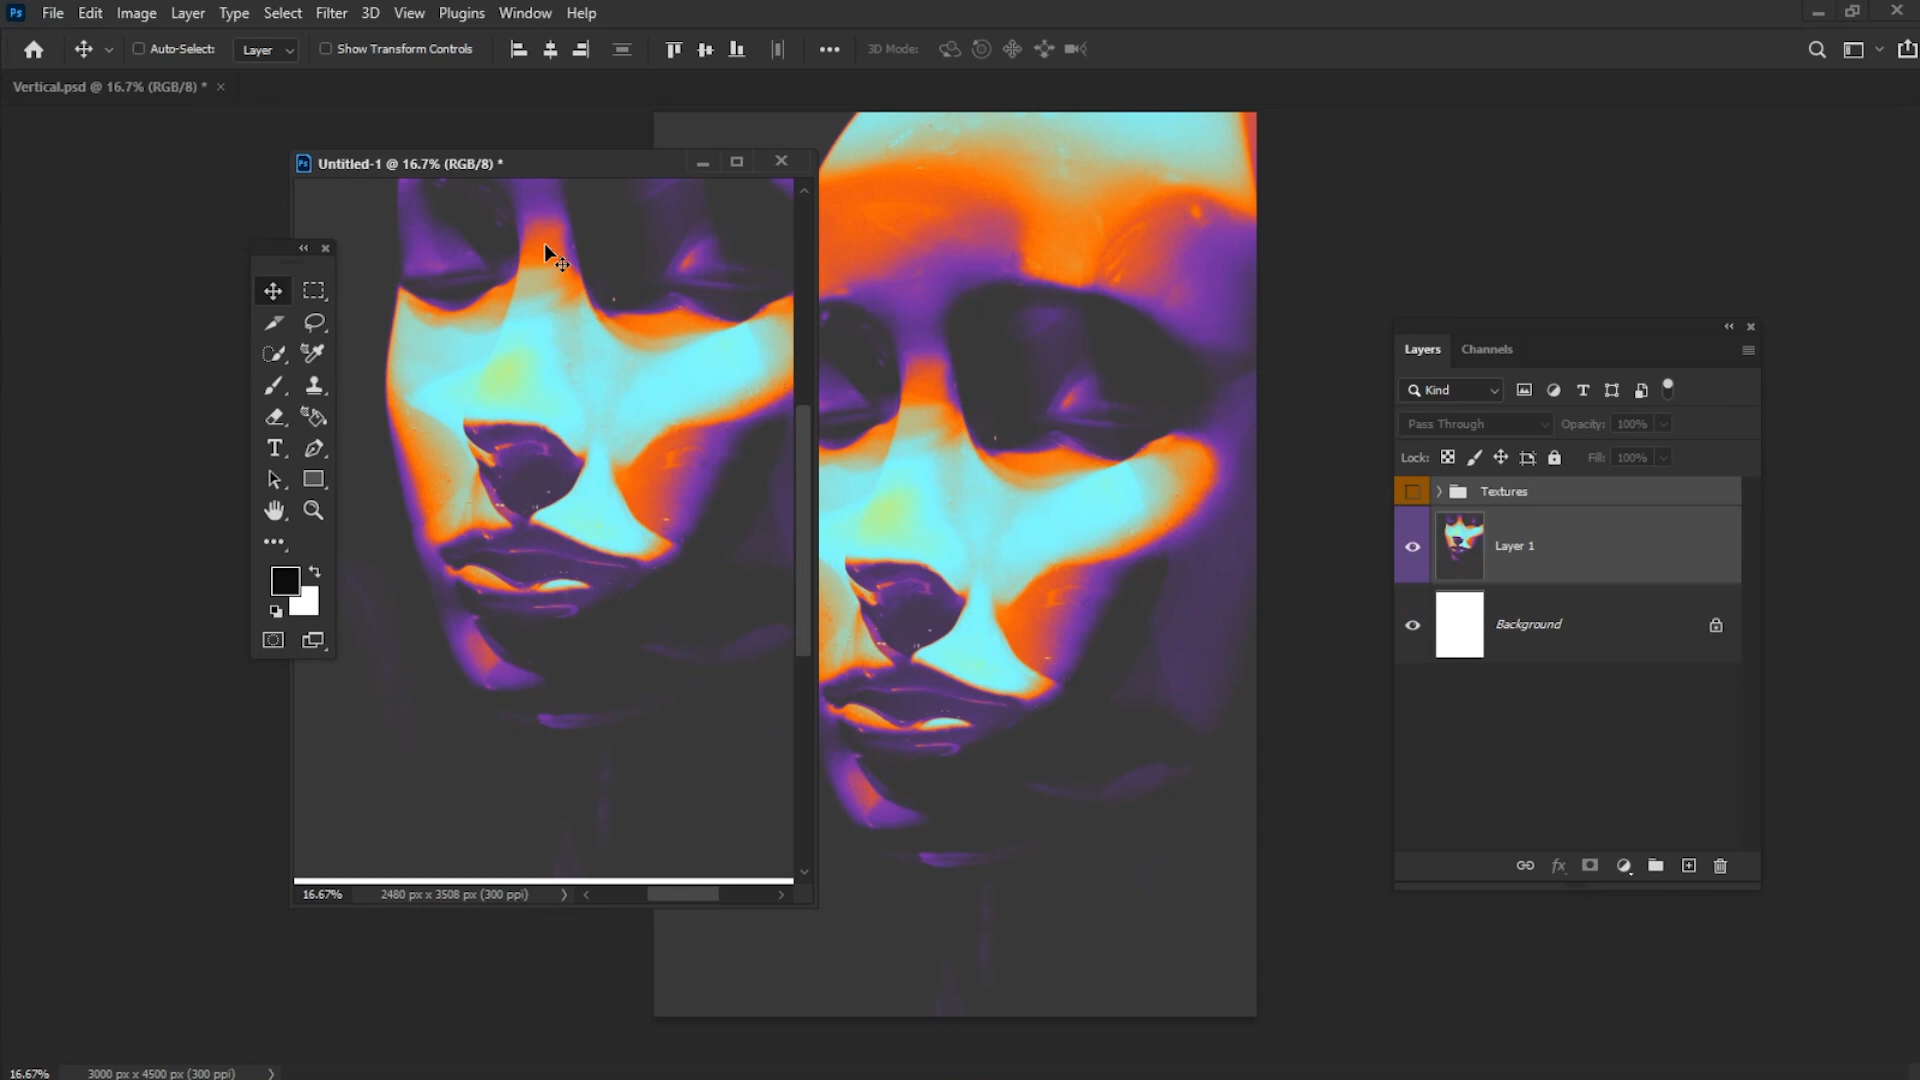 Ps File Edit Image Layer Type Select Filter 3D View Plugins Window Help
Auto-Select: Layer Show Transform Controls 3D Mode:
Vertical.psd @ 16.7% (RGB/8) *
Ps Untitled-1 @ 16.7% (RGB/8) *
Layers Channels
Kind
Pass Through Opacity: 100%
Lock: Fill: 100%
Textures
Layer 1
Background
fx
16.67% 2480 px x 3508 px (300 ppi)
16.67% 3000 px x 4500 px (300 ppi)